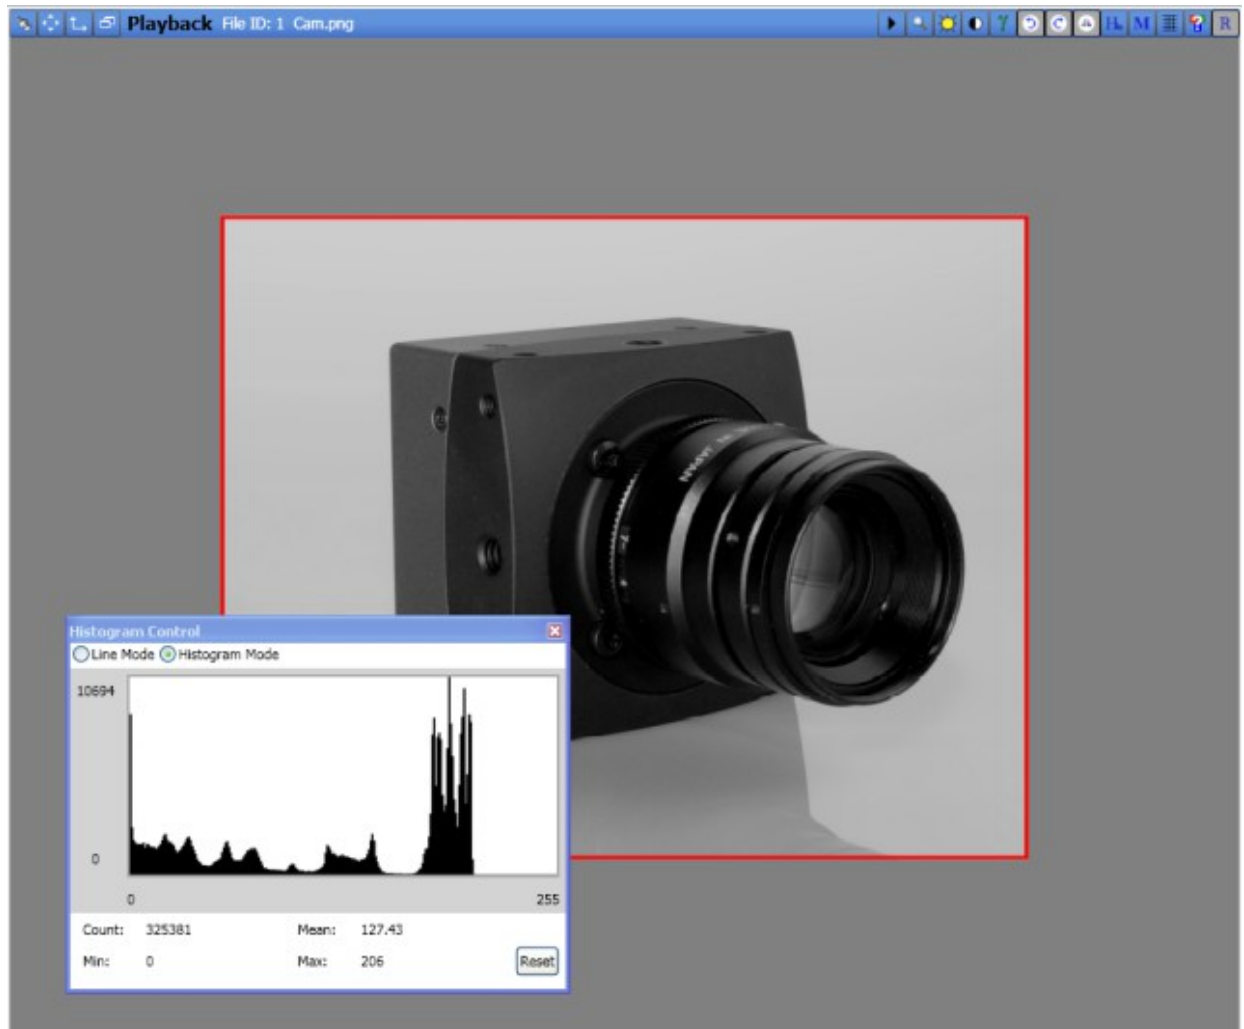 Playback File ID: 1 Cam.png
H M R
JAPAN
Histogram Control
Line Mode Histogram Mode
10694
0
0 255
Count: 325381 Mean: 127.43
Min: 0 Max: 206 Reset